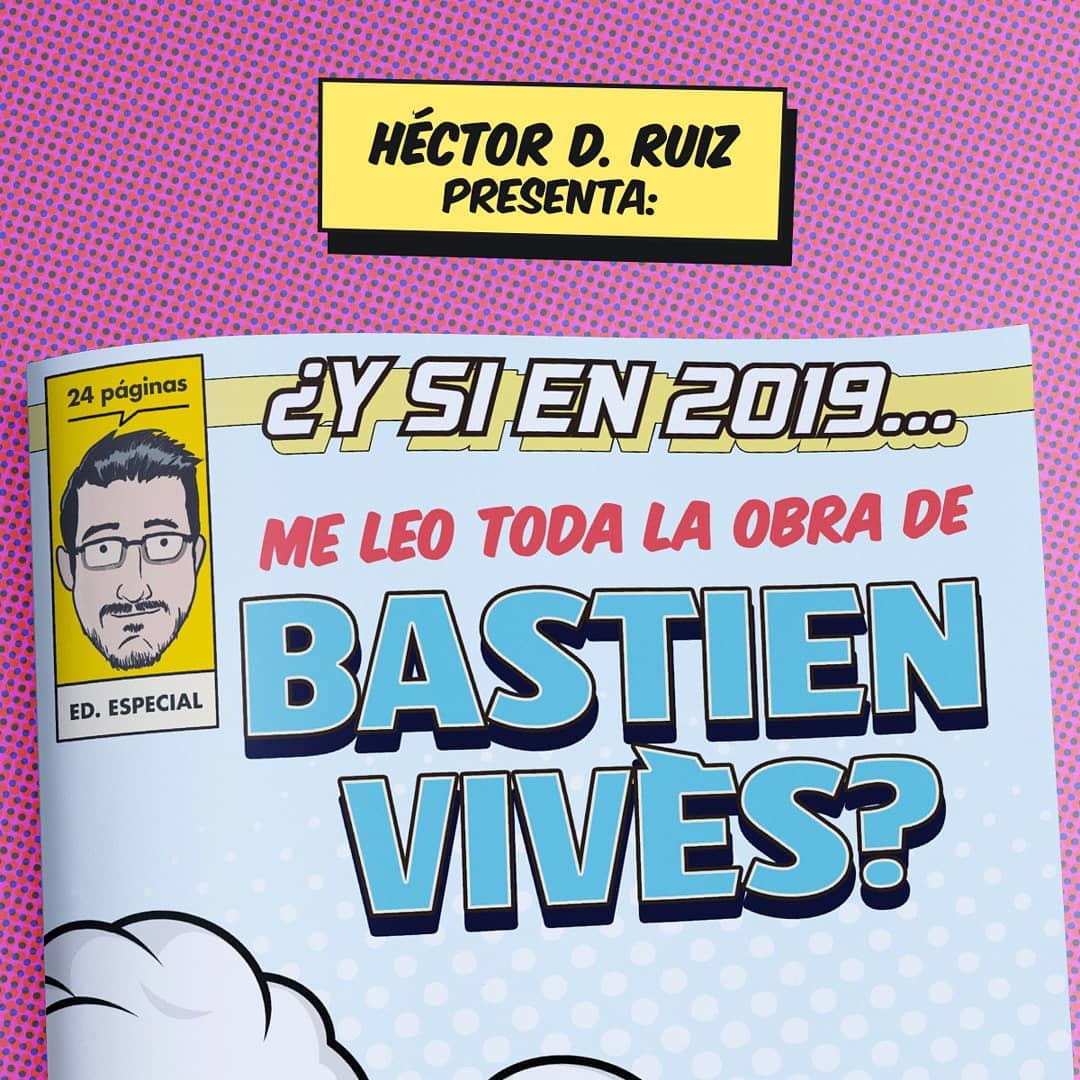 HÉCTOR D. RUIZ
PRESENTA:
24 páginas
ED. ESPECIAL
¿Y SI EN 2019...
ME LEO TODA LA OBRA DE
BASTIEN
VIVÈS?